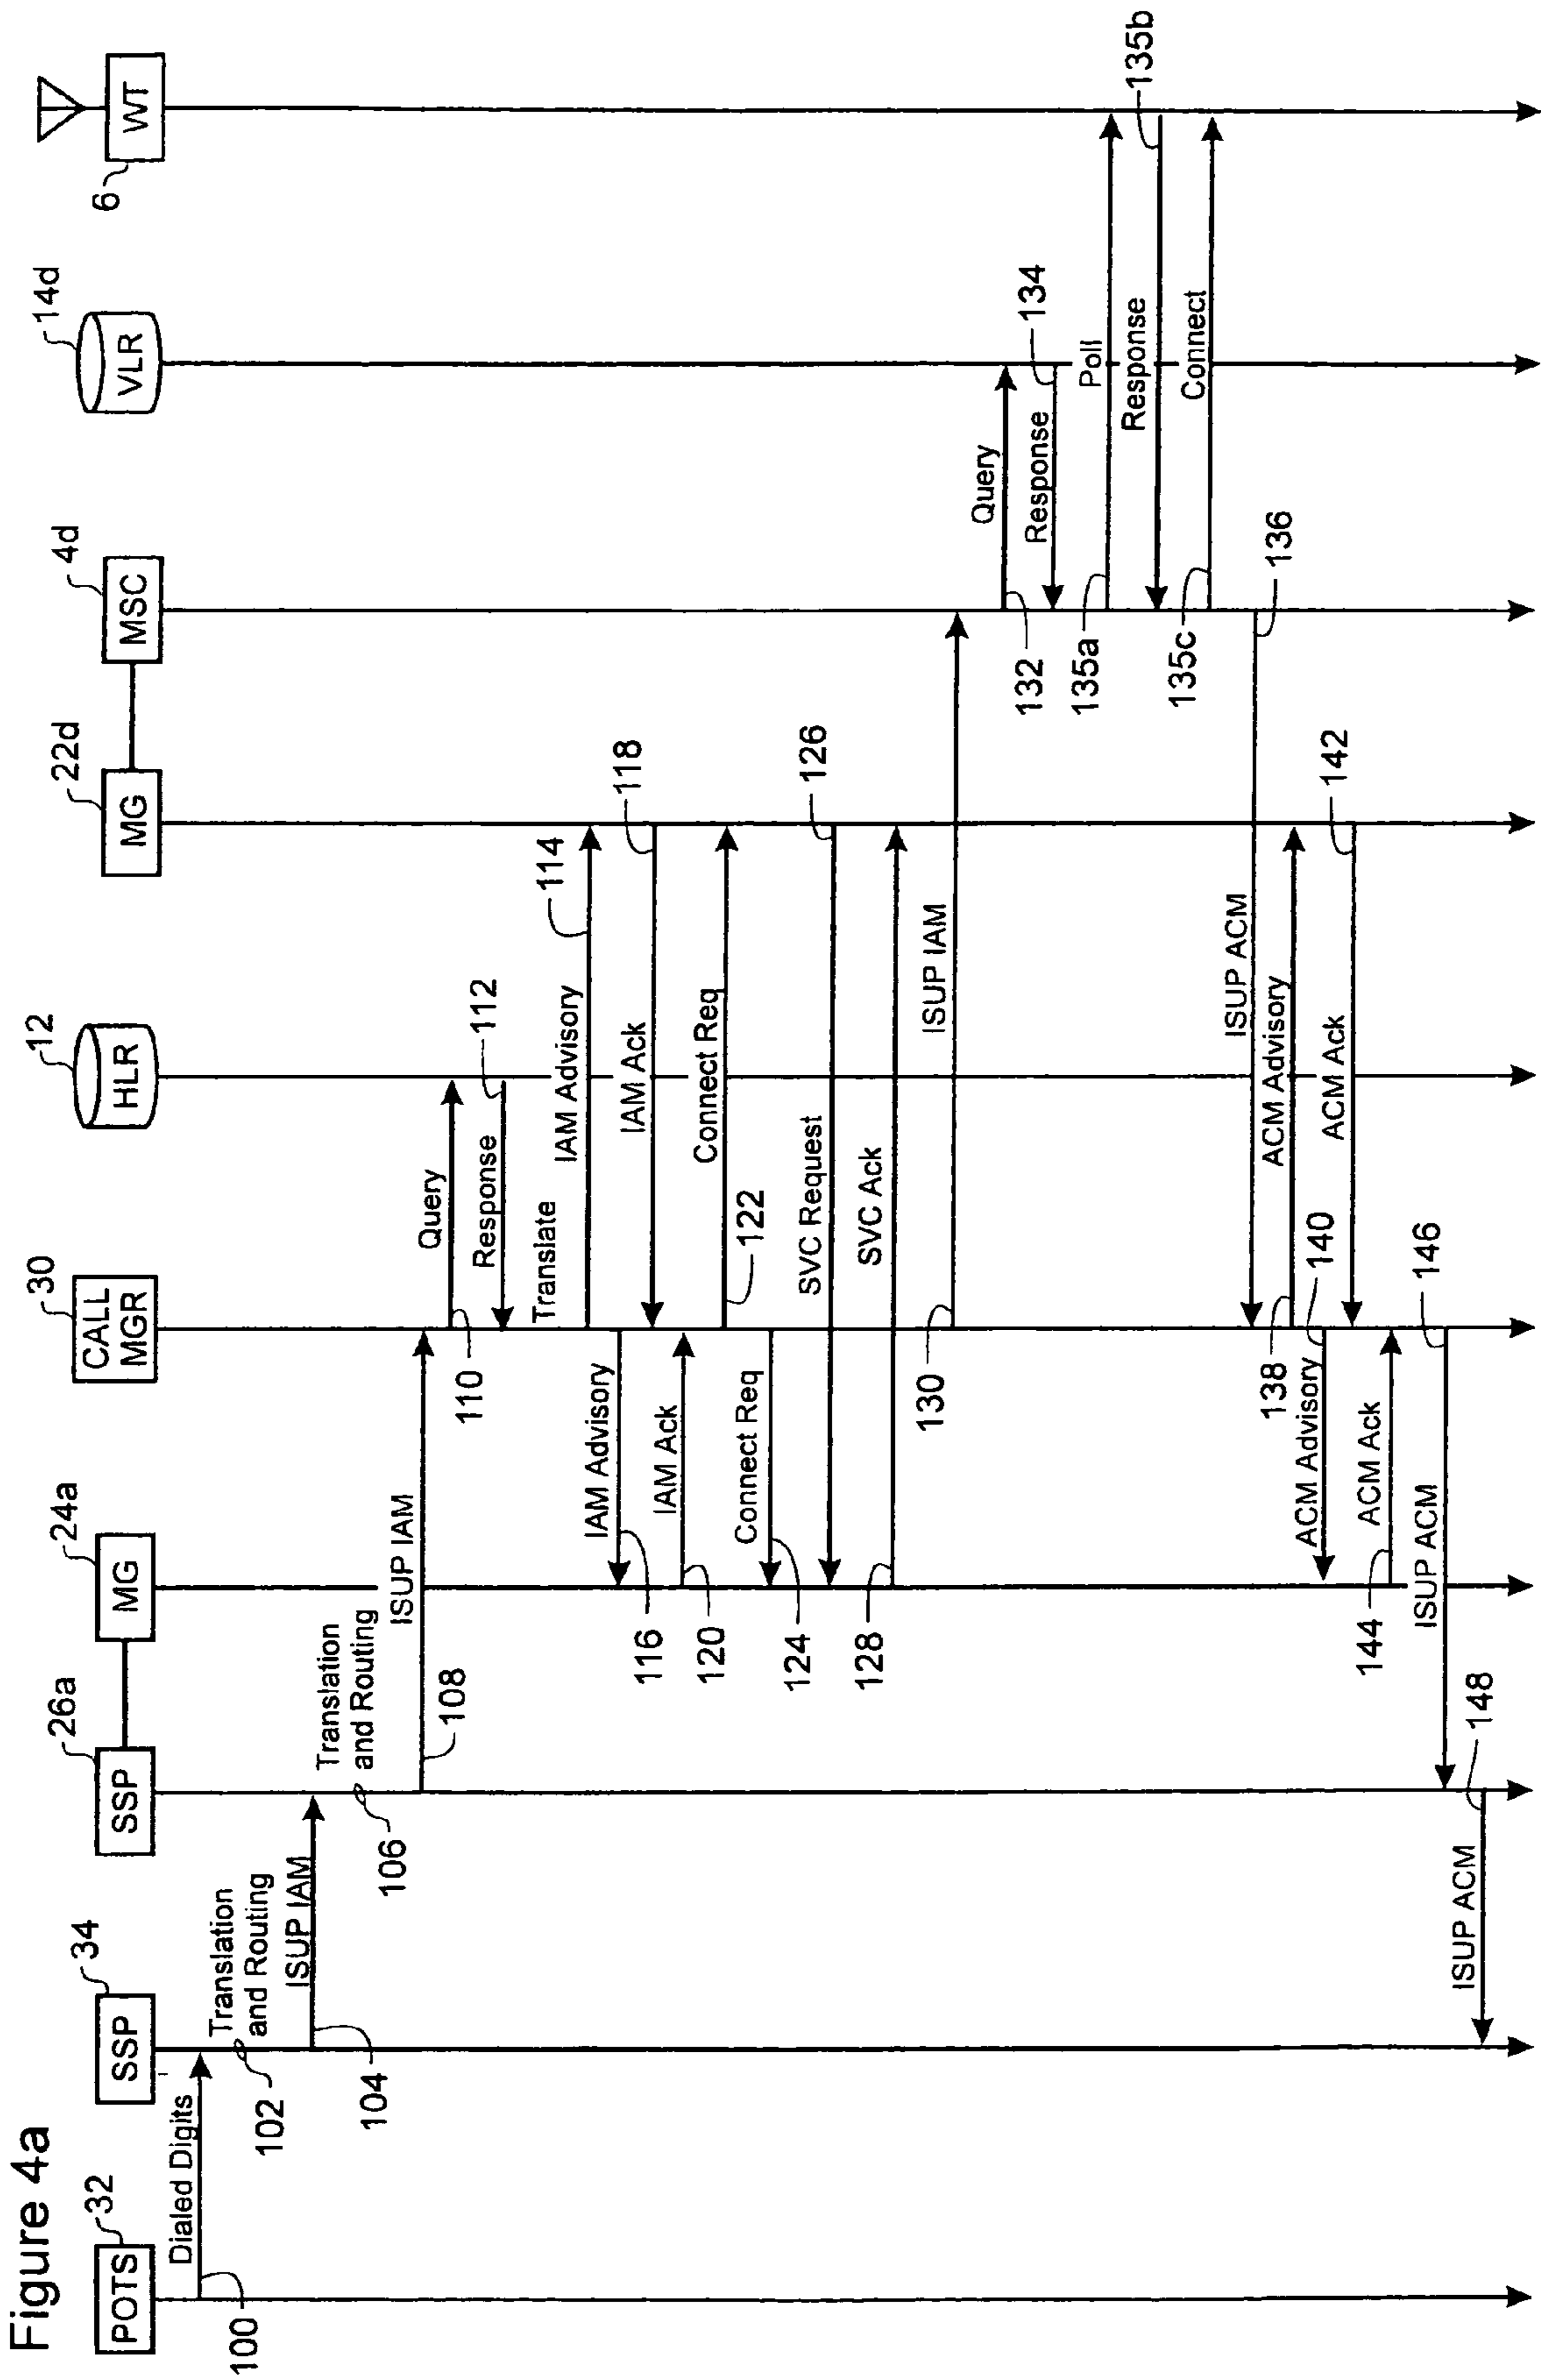 Figure 4a
POTS
32
SSP
34
SSP
26a
MG
24a
CALL
MGR
30
HLR
12
MG
22d
MSC
4d
VLR
14d
WT
6
Dialed Digits
100
Translation
and Routing
102
ISUP IAM
104
Translation
and Routing
106
ISUP IAM
108
Query
110
Response
112
Translate
IAM Advisory
114
IAM Advisory
116
IAM Ack
118
IAM Ack
120
Connect Req
122
Connect Req
124
SVC Request
126
SVC Ack
128
ISUP IAM
130
Query
132
Response
134
Poll
135a
Response
135b
Connect
135c
ISUP ACM
136
ACM Advisory
138
ACM Advisory
140
ACM Ack
142
ACM Ack
144
ISUP ACM
146
ISUP ACM
148